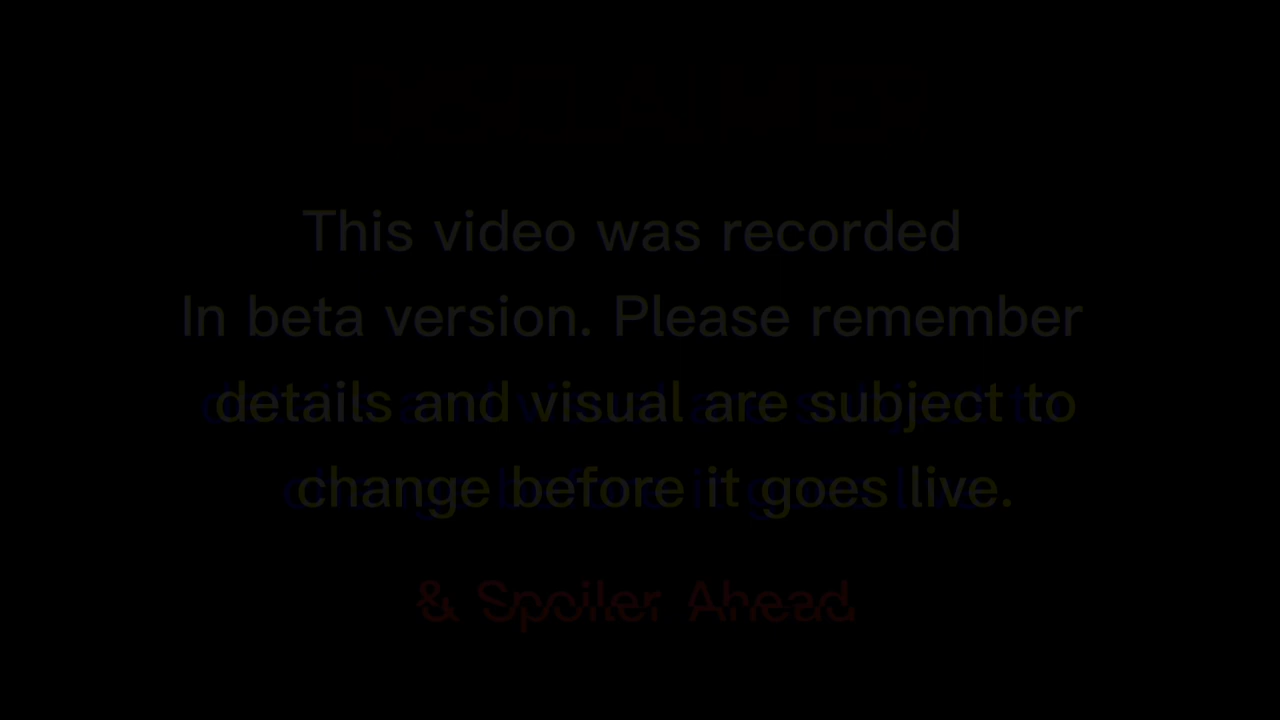 DISCLAIMER
This video was recorded
In beta version. Please remember
details and visual are subject to
change before it goes live.
& Spoiler Ahead